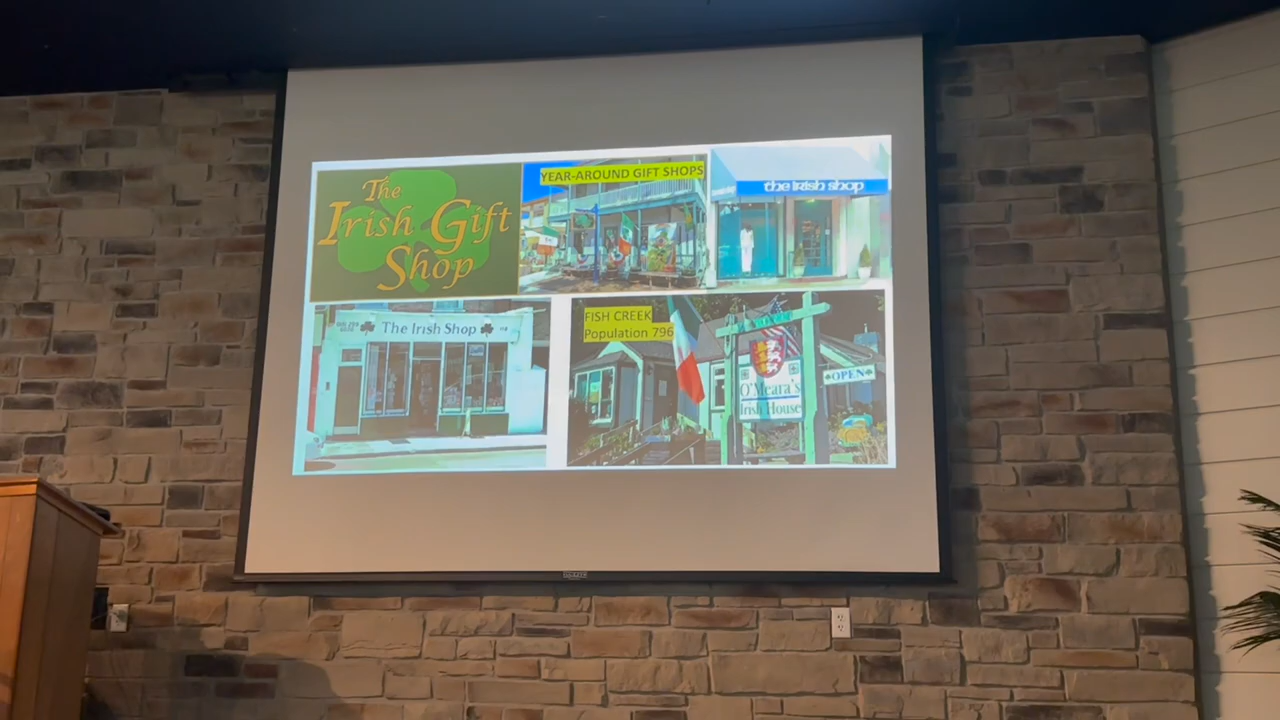 The
Irish Gift
Shop
YEAR-AROUND GIFT SHOPS
the irish shop
The Irish Shop
FISH CREEK
Population 796
O'Meara's
Irish House
OPEN